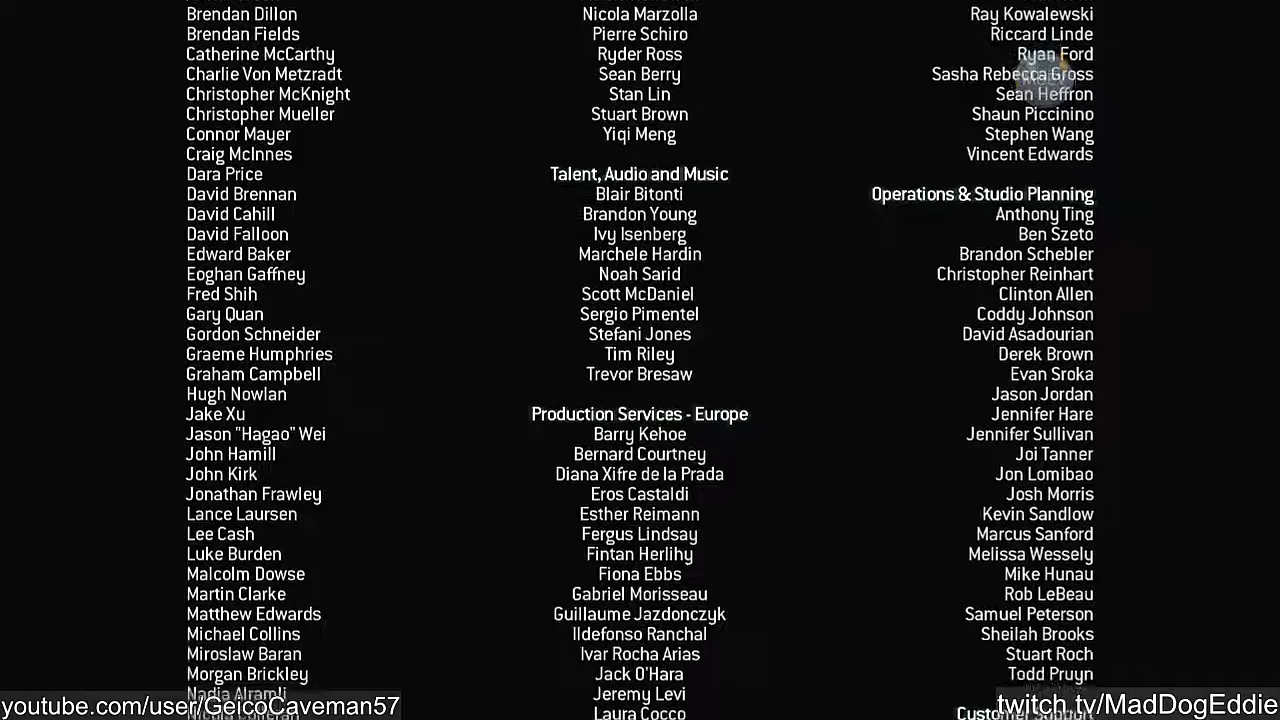 Brendan Dillon
Brendan Fields
Catherine McCarthy
Charlie Von Metzradt
Christopher McKnight
Christopher Mueller
Connor Mayer
Craig McInnes
Dara Price
David Brennan
David Cahill
David Falloon
Edward Baker
Eoghan Gaffney
Fred Shih
Gary Quan
Gordon Schneider
Graeme Humphries
Graham Campbell
Hugh Nowlan
Jake Xu
Jason "Hagao" Wei
John Hamill
John Kirk
Jonathan Frawley
Lance Laursen
Lee Cash
Luke Burden
Malcolm Dowse
Martin Clarke
Matthew Edwards
Michael Collins
Miroslaw Baran
Morgan Brickley
Nadia Alramli
Nicola Marzolla
Pierre Schiro
Ryder Ross
Sean Berry
Stan Lin
Stuart Brown
Yiqi Meng
Talent, Audio and Music
Blair Bitonti
Brandon Young
Ivy Isenberg
Marchele Hardin
Noah Sarid
Scott McDaniel
Sergio Pimentel
Stefani Jones
Tim Riley
Trevor Bresaw
Production Services - Europe
Barry Kehoe
Bernard Courtney
Diana Xifre de la Prada
Eros Castaldi
Esther Reimann
Fergus Lindsay
Fintan Herlihy
Fiona Ebbs
Gabriel Morisseau
Guillaume Jazdonczyk
Ildefonso Ranchal
Ivar Rocha Arias
Jack O'Hara
Jeremy Levi
Laura Cocco
Ray Kowalewski
Riccard Linde
Ryan Ford
Sasha Rebecca Gross
Sean Heffron
Shaun Piccinino
Stephen Wang
Vincent Edwards
Operations & Studio Planning
Anthony Ting
Ben Szeto
Brandon Schebler
Christopher Reinhart
Clinton Allen
Coddy Johnson
David Asadourian
Derek Brown
Evan Sroka
Jason Jordan
Jennifer Hare
Jennifer Sullivan
Joi Tanner
Jon Lomibao
Josh Morris
Kevin Sandlow
Marcus Sanford
Melissa Wessely
Mike Hunau
Rob LeBeau
Samuel Peterson
Sheilah Brooks
Stuart Roch
Todd Pruyn
Customer Support
youtube.com/user/GeicoCaveman57
twitch.tv/MadDogEddie